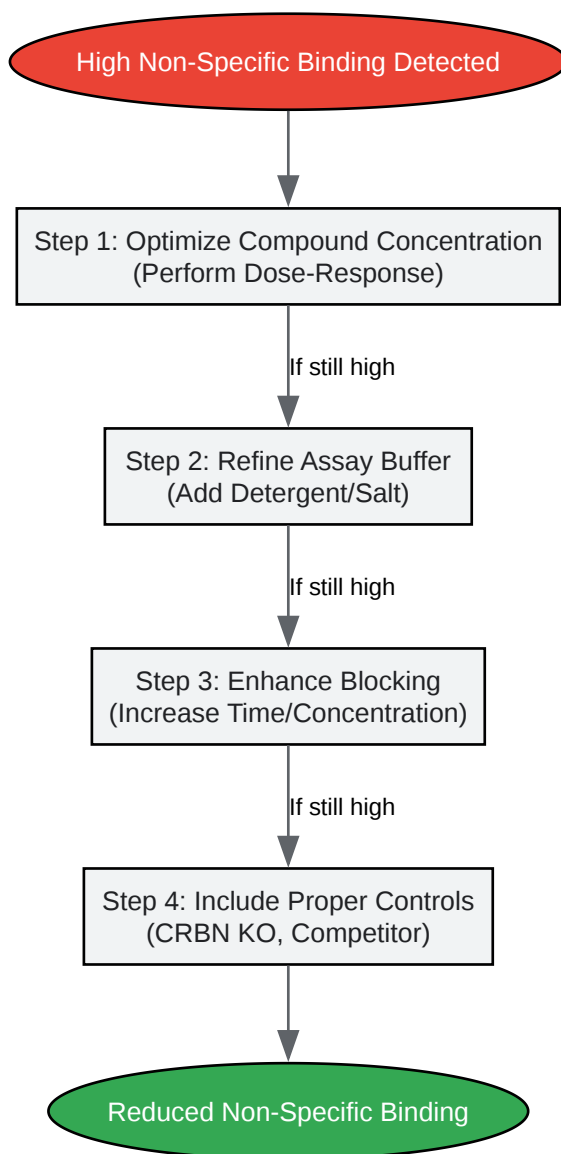 High Non-Specific Binding Detected
Step 1: Optimize Compound Concentration
(Perform Dose-Response)
If still high
Step 2: Refine Assay Buffer
(Add Detergent/Salt)
If still high
Step 3: Enhance Blocking
(Increase Time/Concentration)
If still high
Step 4: Include Proper Controls
(CRBN KO, Competitor)
Reduced Non-Specific Binding